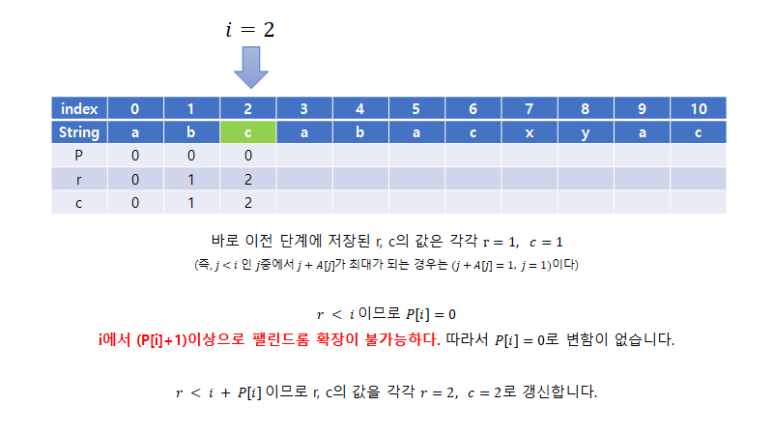 i = 2
index 0 1 2 3 4 5 6 7 8 9 10
String a b c a b a c x y a c
P 0 0 0
r 0 1 2
c 0 1 2
바로 이전 단계에 저장된 r, c의 값은 각각 r = 1, c = 1
(즉, j < i 인 j중에서 j + A[j]가 최대가 되는 경우는 (j + A[j] = 1, j = 1)이다)
r < i 이므로 P[i] = 0
i에서 (P[i]+1)이상으로 팰린드롬 확장이 불가능하다. 따라서 P[i] = 0로 변함이 없습니다.
r < i + P[i] 이므로 r, c의 값을 각각 r = 2, c = 2로 갱신합니다.